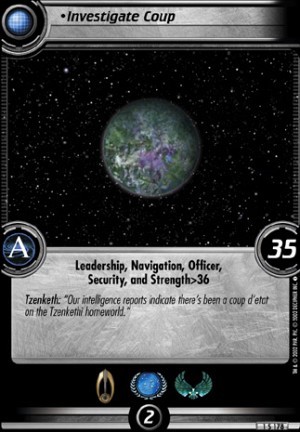 •Investigate Coup
A
35
Leadership, Navigation, Officer,
Security, and Strength>36
Tzenketh: "Our intelligence reports indicate there's been a coup d'etat
on the Tzenkethi homeworld."
2